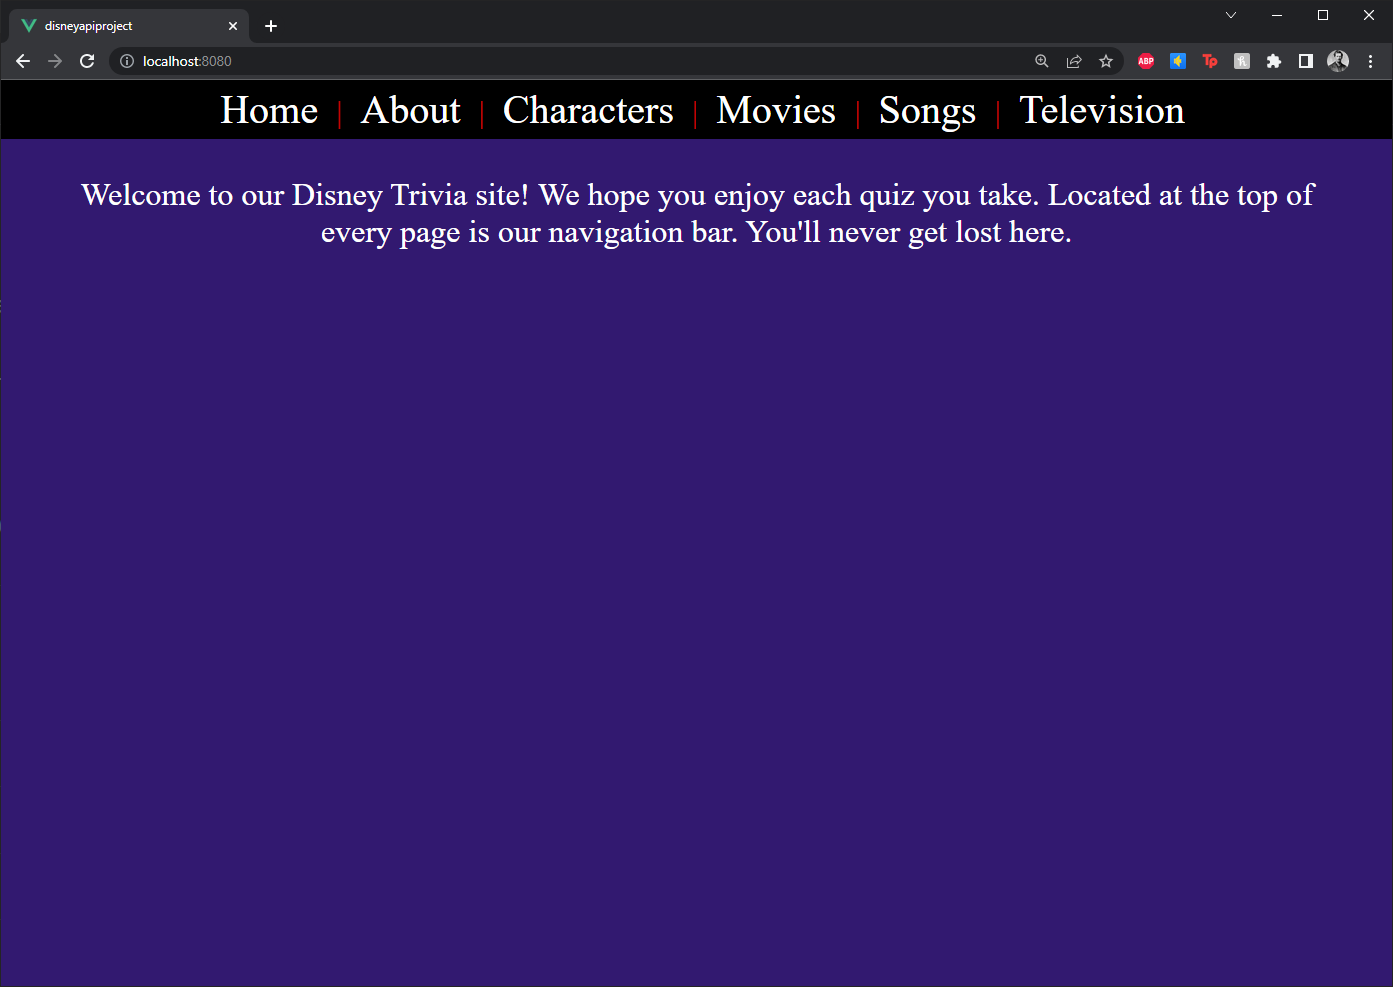 disneyapiproject
localhost:8080
ABP
Tp
Home | About | Characters | Movies | Songs | Television
Welcome to our Disney Trivia site! We hope you enjoy each quiz you take. Located at the top of
every page is our navigation bar. You'll never get lost here.